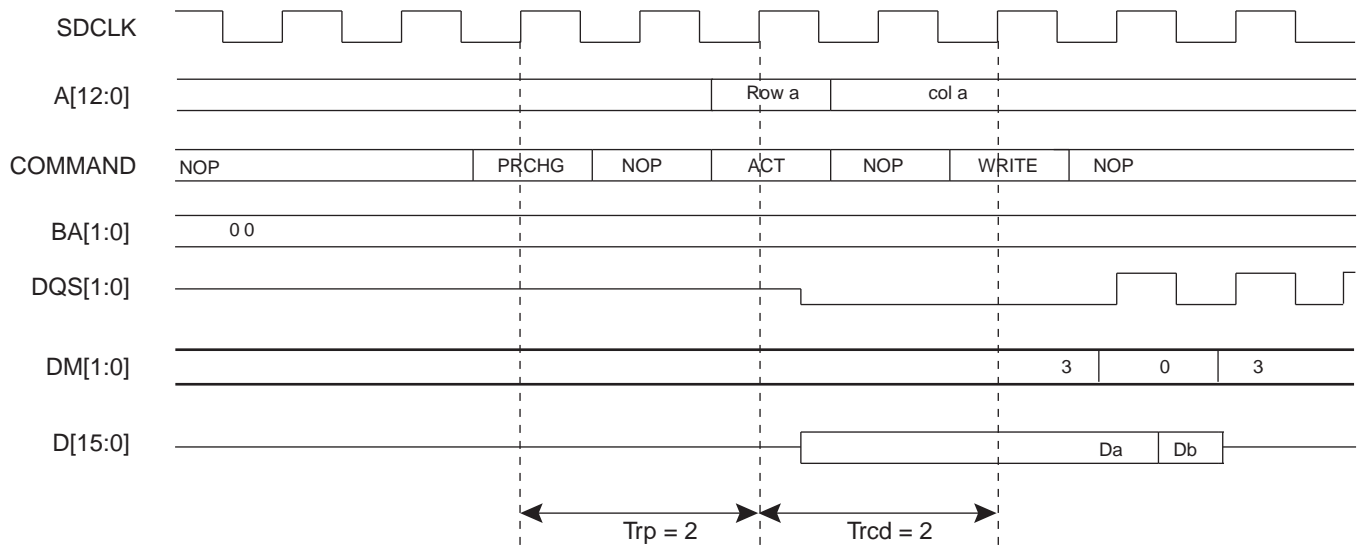 SDCLK
A[12:0] Row a col a
COMMAND NOP PRCHG NOP ACT NOP WRITE NOP
BA[1:0] 0 0
DQS[1:0]
DM[1:0] 3 0 3
D[15:0] Da Db
Trp = 2 Trcd = 2